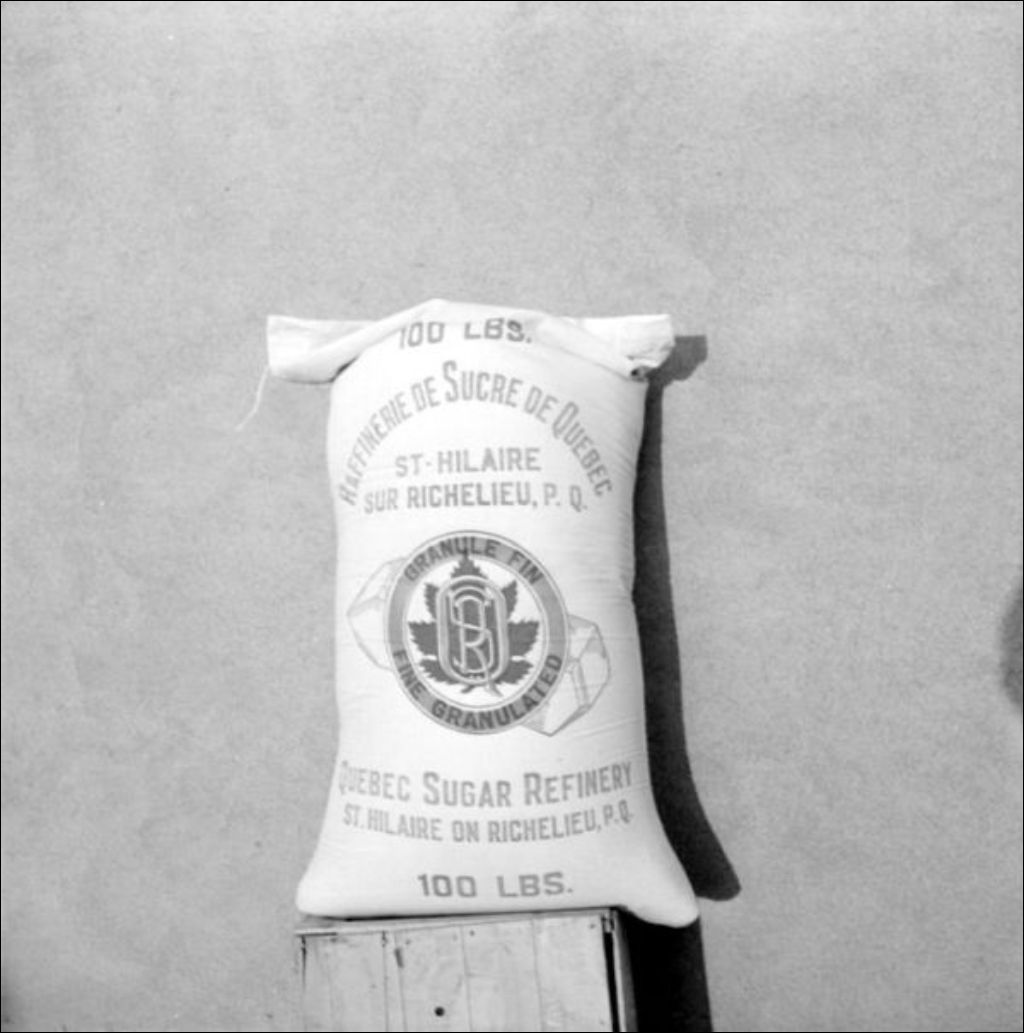 100 LBS.
RAFFINERIE DE SUCRE DE QUEBEC
ST-HILAIRE
SUR RICHELIEU, P. Q.
GRANULE FIN
QSR
FINE GRANULATED
QUEBEC SUGAR REFINERY
ST. HILAIRE ON RICHELIEU, P.Q.
100 LBS.